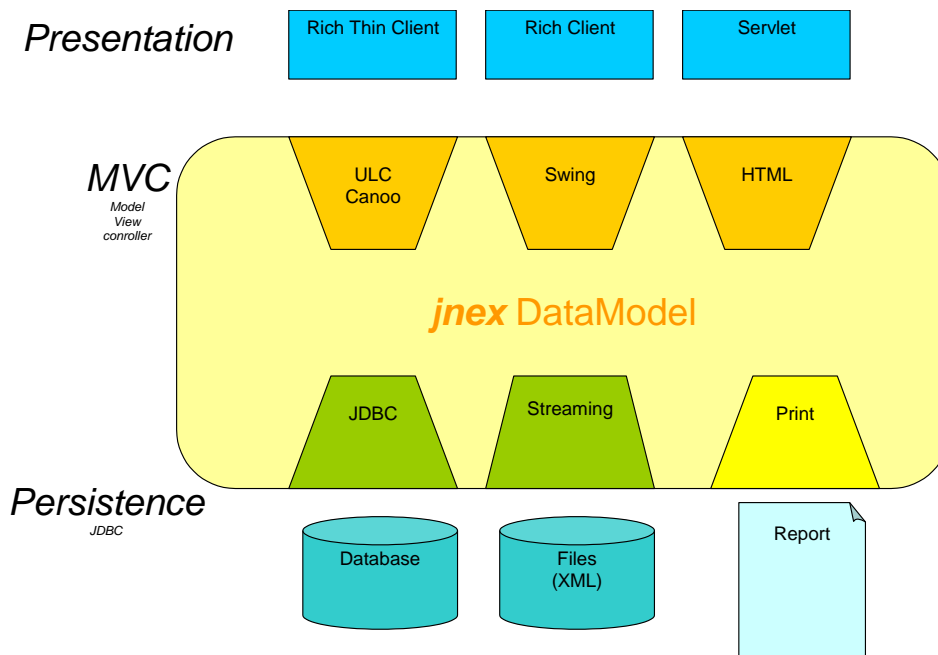 Presentation
Rich Thin Client
Rich Client
Servlet
MVC
Model
View
conroller
ULC
Canoo
Swing
HTML
jnex DataModel
JDBC
Streaming
Print
Persistence
JDBC
Database
Files
(XML)
Report